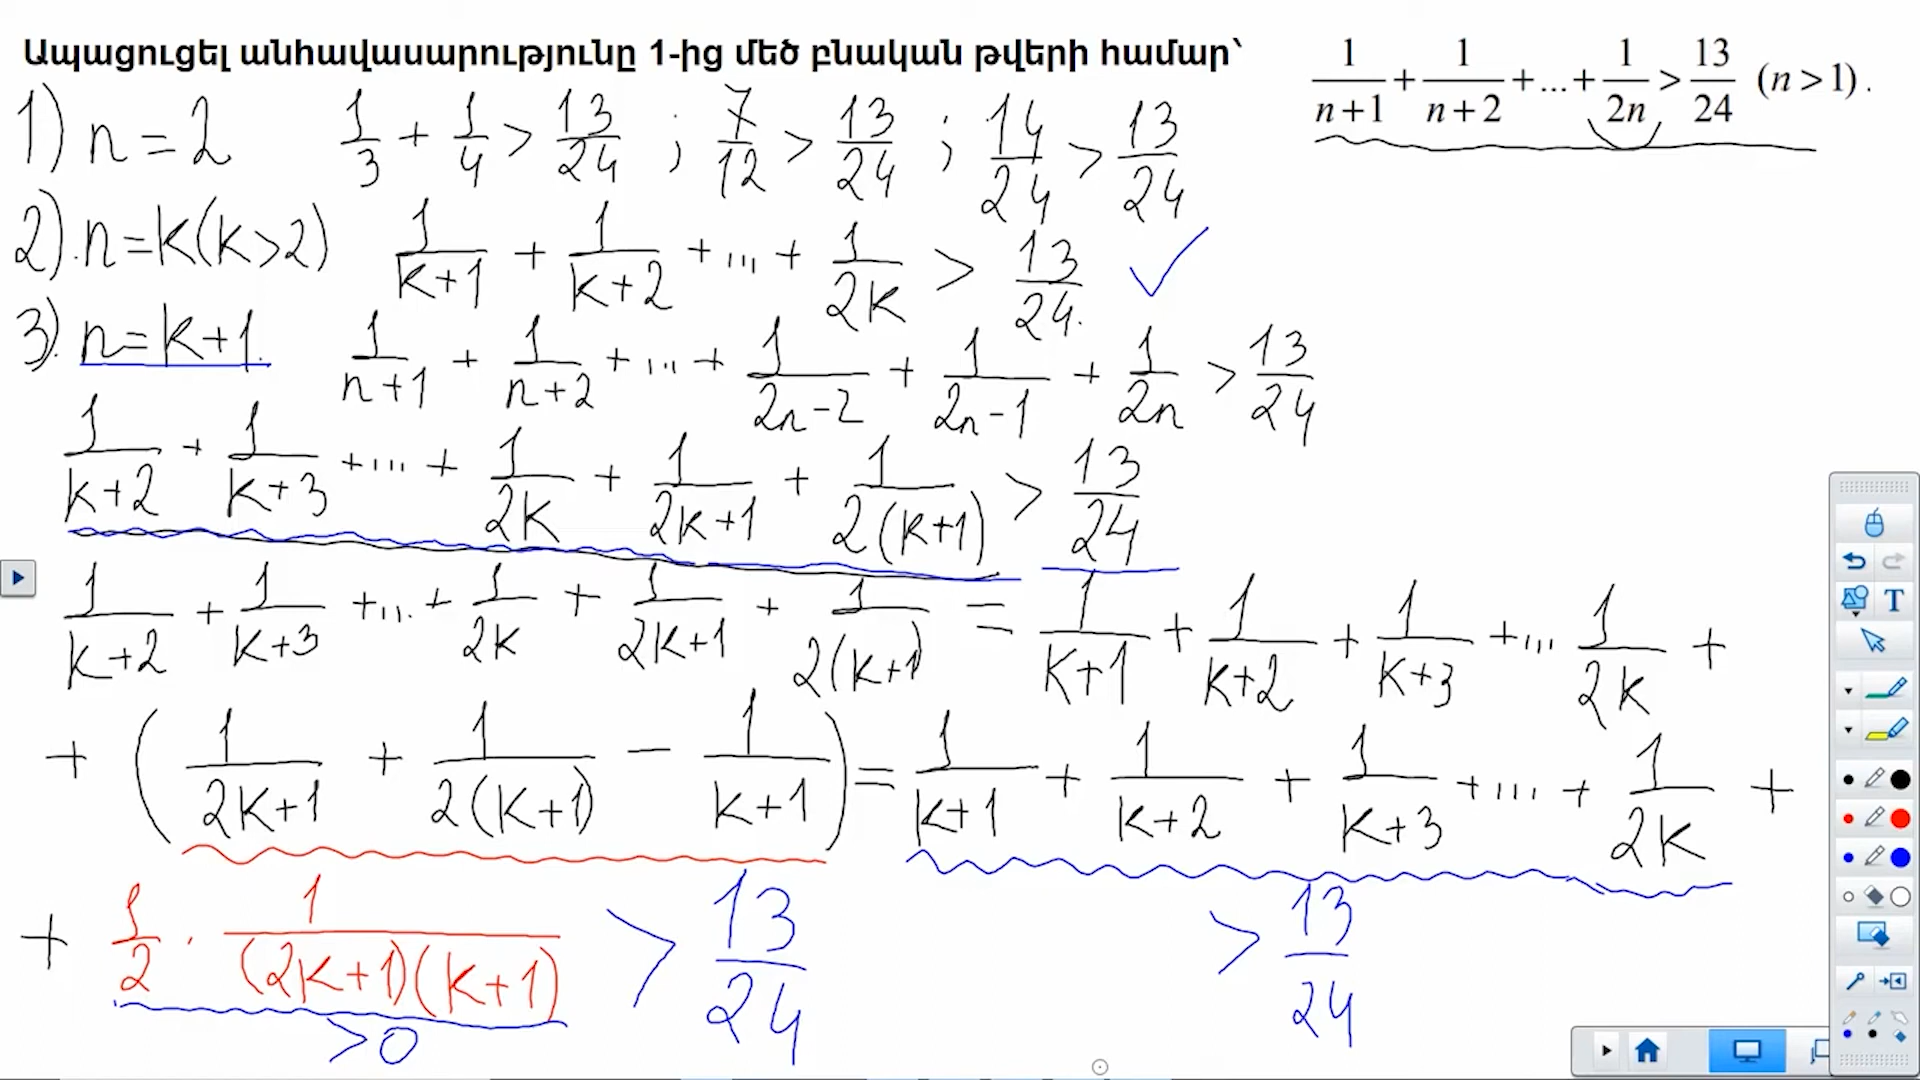 Ապացուցել անհավասարությունը 1-ից մեծ բնական թվերի համար՝ 1/(n+1) + 1/(n+2) + ... + 1/(2n) > 13/24 (n > 1).
1) n = 2 1/3 + 1/4 > 13/24 ; 7/12 > 13/24 ; 14/24 > 13/24
2). n = k (k > 2) 1/(k+1) + 1/(k+2) + ... + 1/(2k) > 13/24. ✓
3). n = k+1. 1/(n+1) + 1/(n+2) + ... + 1/(2n-2) + 1/(2n-1) + 1/(2n) > 13/24
1/(k+2) + 1/(k+3) + ... + 1/(2k) + 1/(2k+1) + 1/(2(k+1)) > 13/24
1/(k+2) + 1/(k+3) + ... + 1/(2k) + 1/(2k+1) + 1/(2(k+1) = 1/(k+1) + 1/(k+2) + 1/(k+3) + ... 1/(2k) +
+ (1/(2k+1) + 1/(2(k+1)) - 1/(k+1)) = 1/(k+1) + 1/(k+2) + 1/(k+3) + ... + 1/(2k) +
+ 1/2 · 1/((2k+1)(k+1)) > 13/24 > 13/24
> 0
T